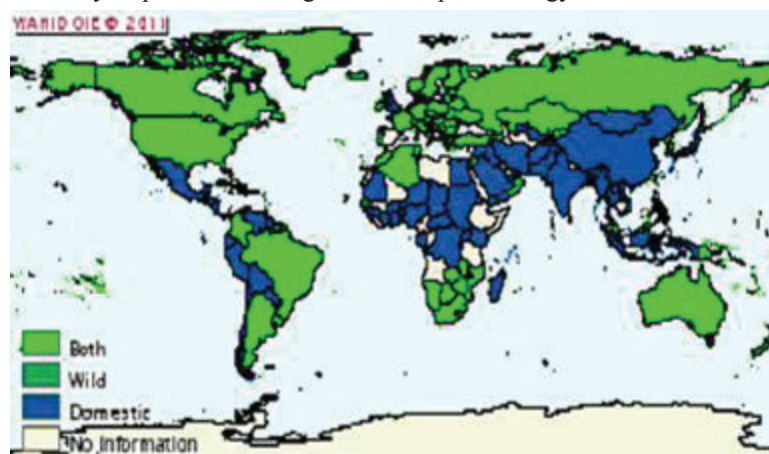 WAHID OIE © 2011
Both
Wild
Domestic
No Information